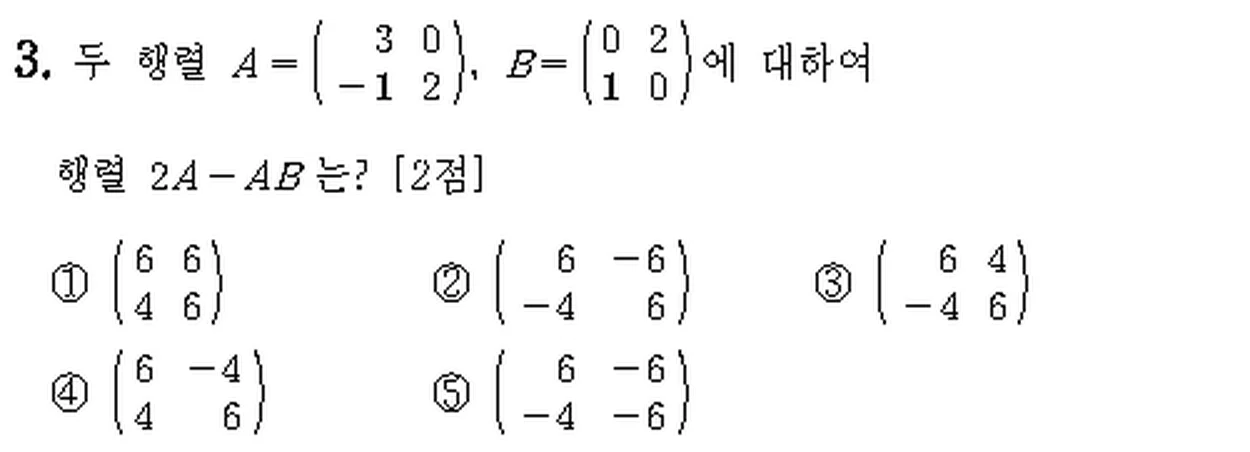 3. 두 행렬 A = ( 3 0 ; -1 2 ), B = ( 0 2 ; 1 0 ) 에 대하여
행렬 2A - AB 는? [2점]
① ( 6 6 ; 4 6 ) ② ( 6 -6 ; -4 6 ) ③ ( 6 4 ; -4 6 )
④ ( 6 -4 ; 4 6 ) ⑤ ( 6 -6 ; -4 -6 )